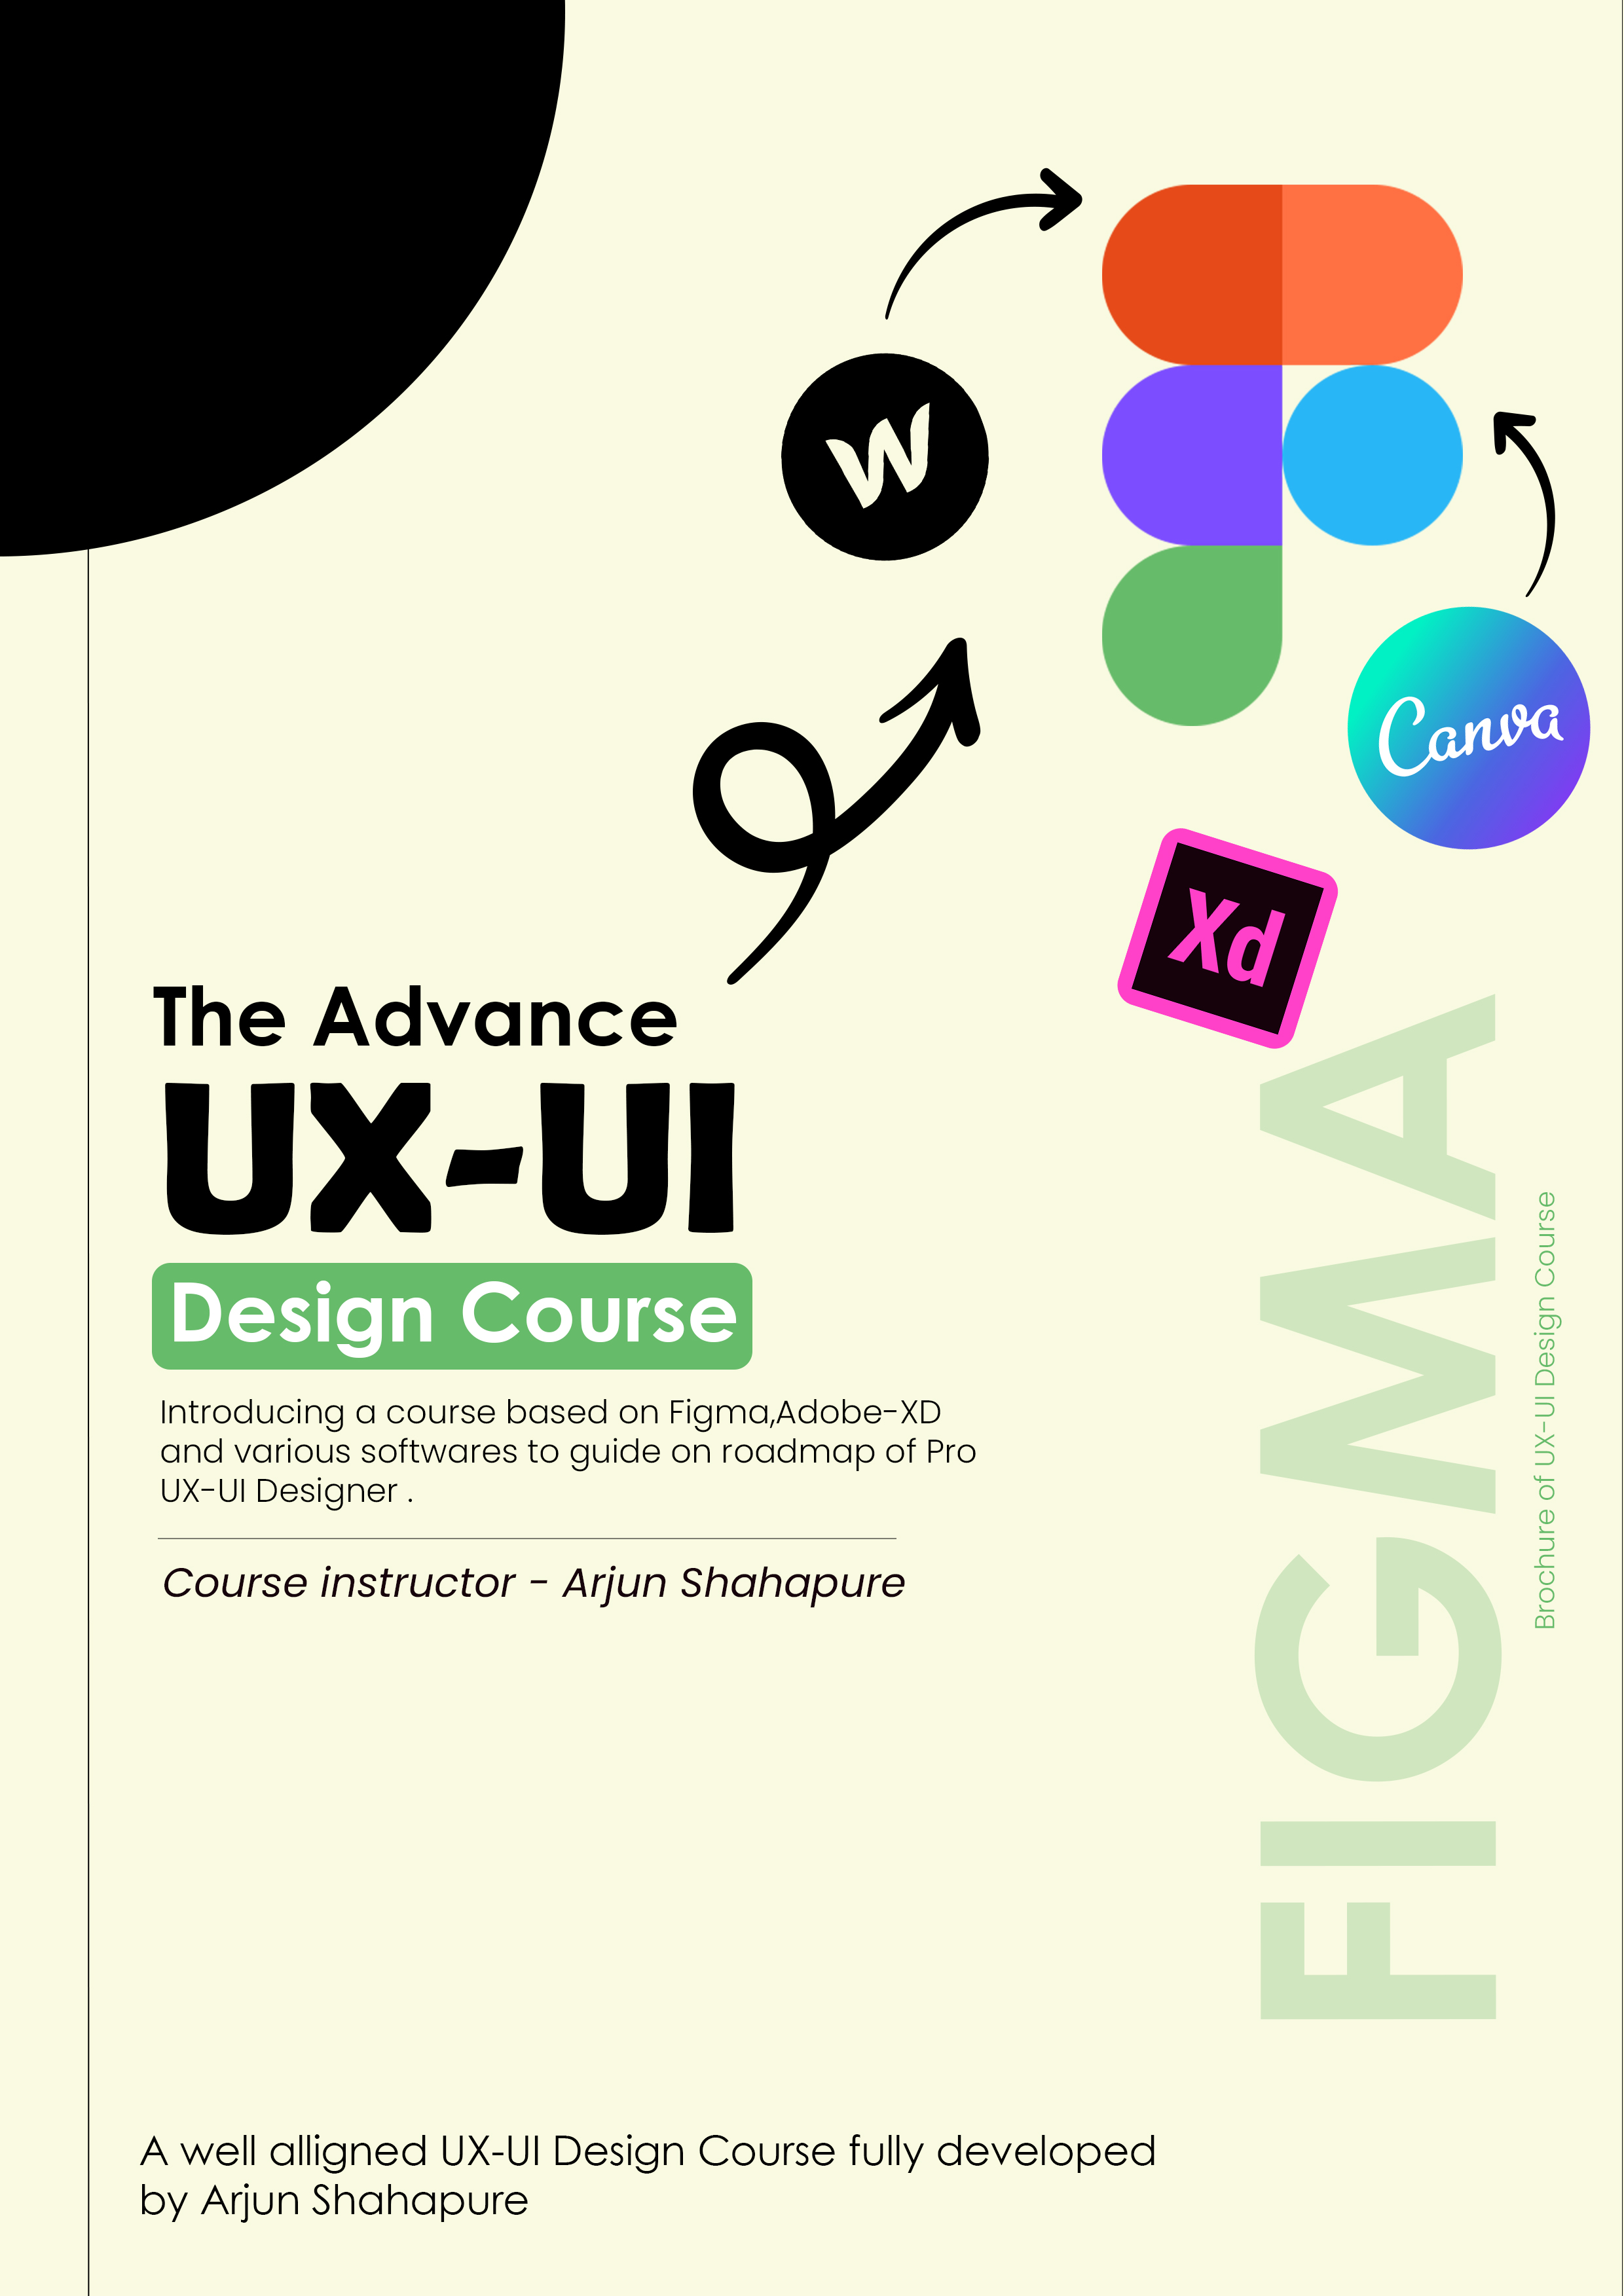 W
Canva
Xd
The Advance
UX-UI
Design Course
Introducing a course based on Figma,Adobe-XD
and various softwares to guide on roadmap of Pro
UX-UI Designer .
Course instructor - Arjun Shahapure
FIGMA
Brochure of UX-UI Design Course
A well alligned UX-UI Design Course fully developed
by Arjun Shahapure